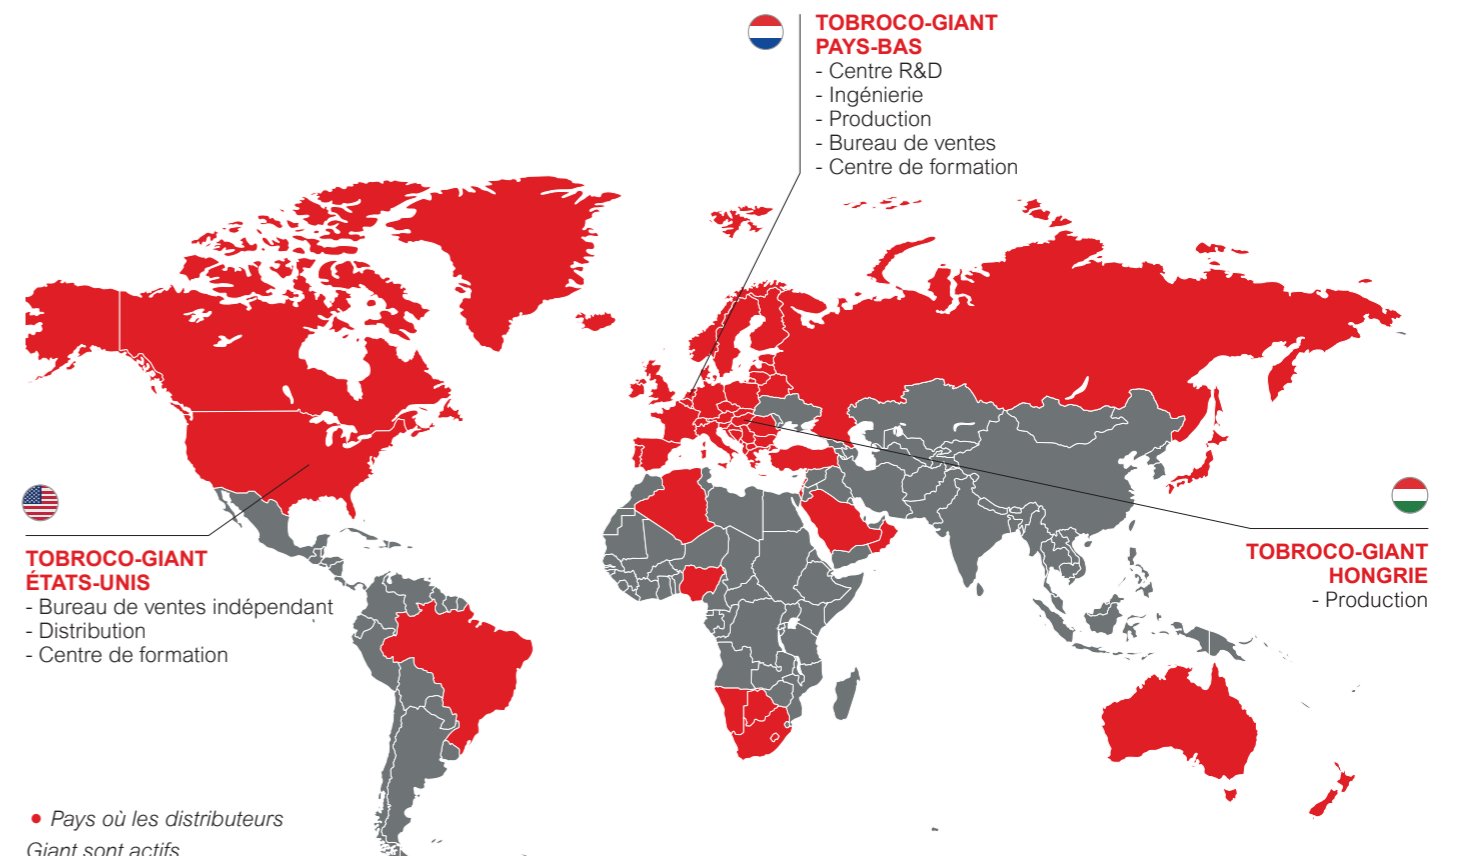 TOBROCO-GIANT
PAYS-BAS
- Centre R&D
- Ingénierie
- Production
- Bureau de ventes
- Centre de formation
TOBROCO-GIANT
ÉTATS-UNIS
- Bureau de ventes indépendant
- Distribution
- Centre de formation
TOBROCO-GIANT
HONGRIE
- Production
• Pays où les distributeurs
Giant sont actifs